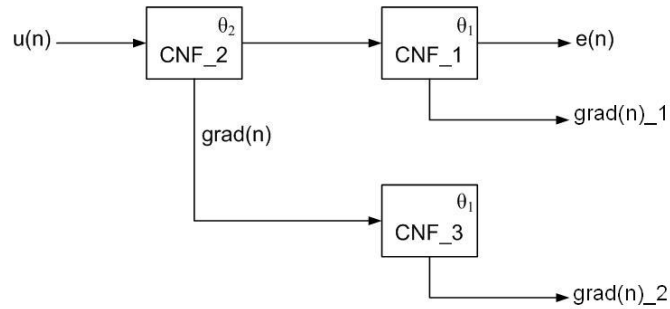 u(n)
θ₂
CNF_2
θ₁
CNF_1
e(n)
grad(n)_1
grad(n)
θ₁
CNF_3
grad(n)_2